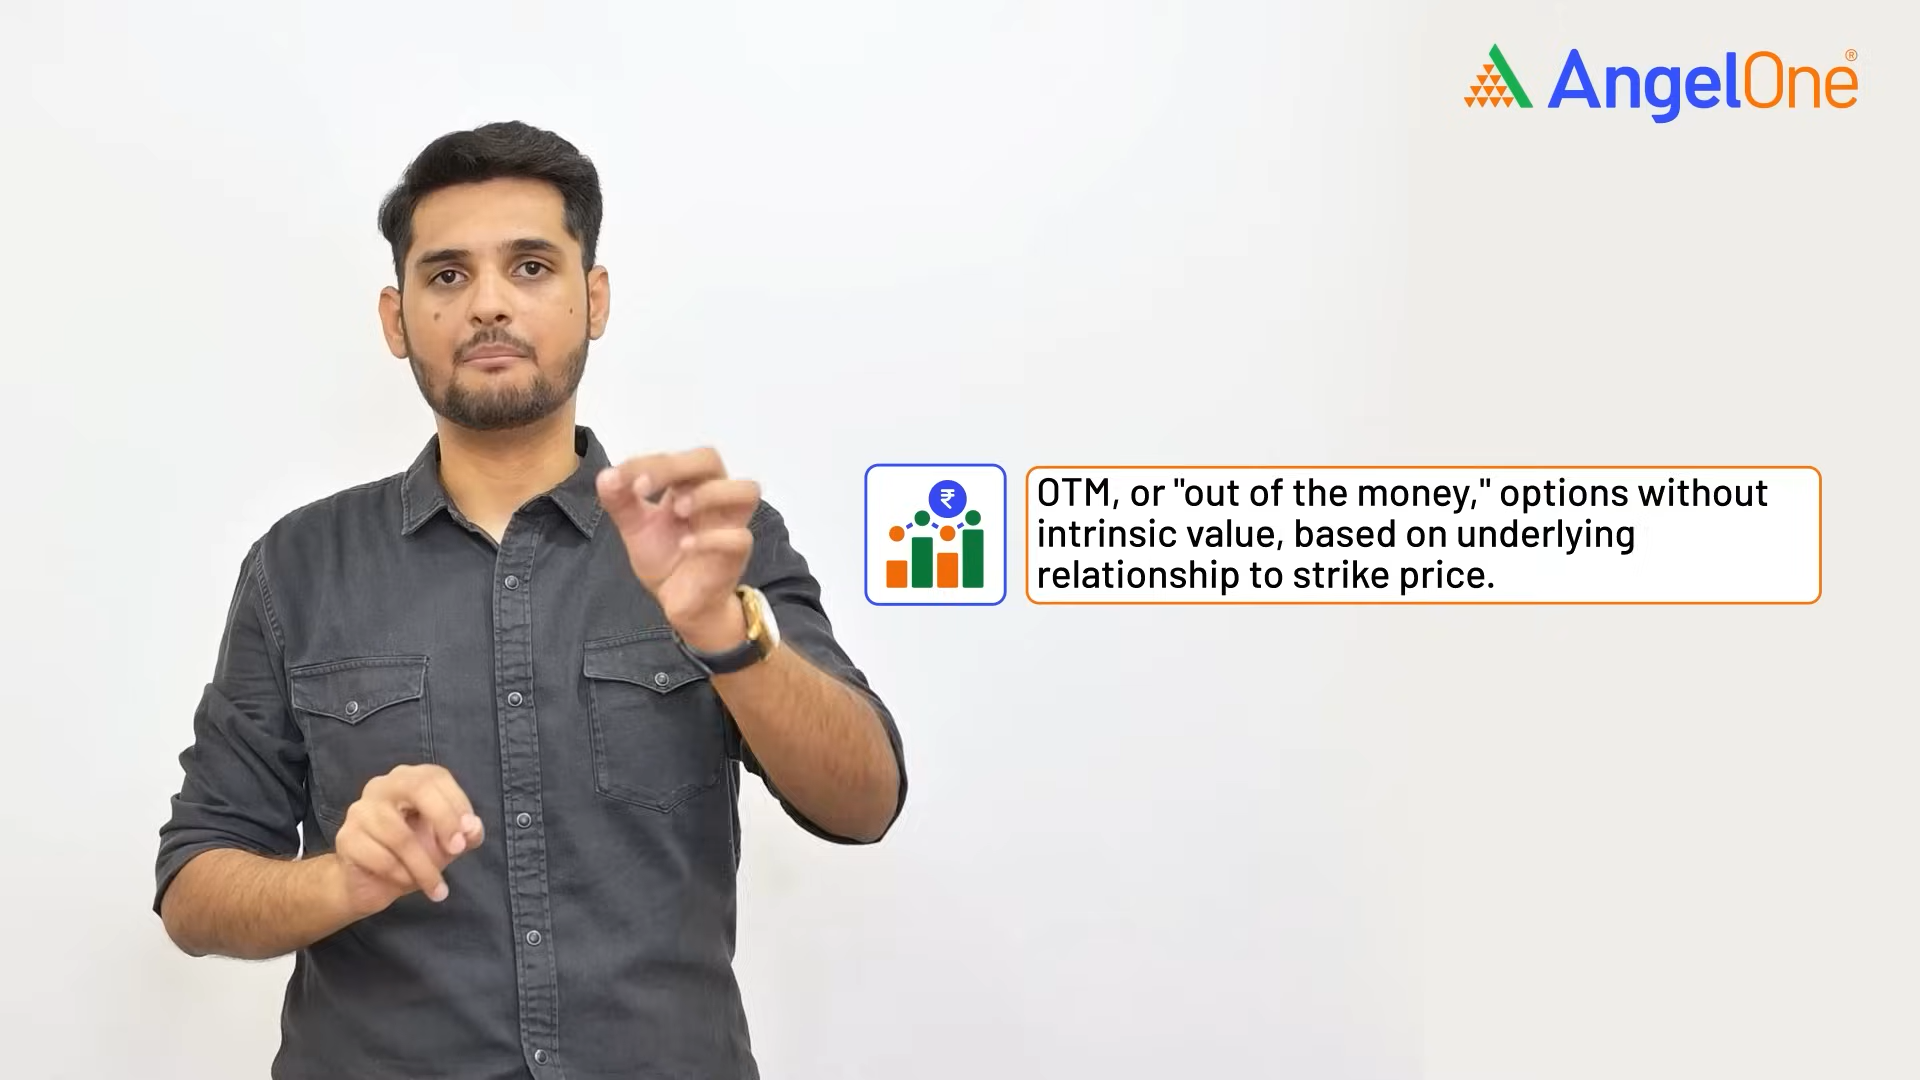 AngelOne®
₹
OTM, or "out of the money," options without
intrinsic value, based on underlying
relationship to strike price.